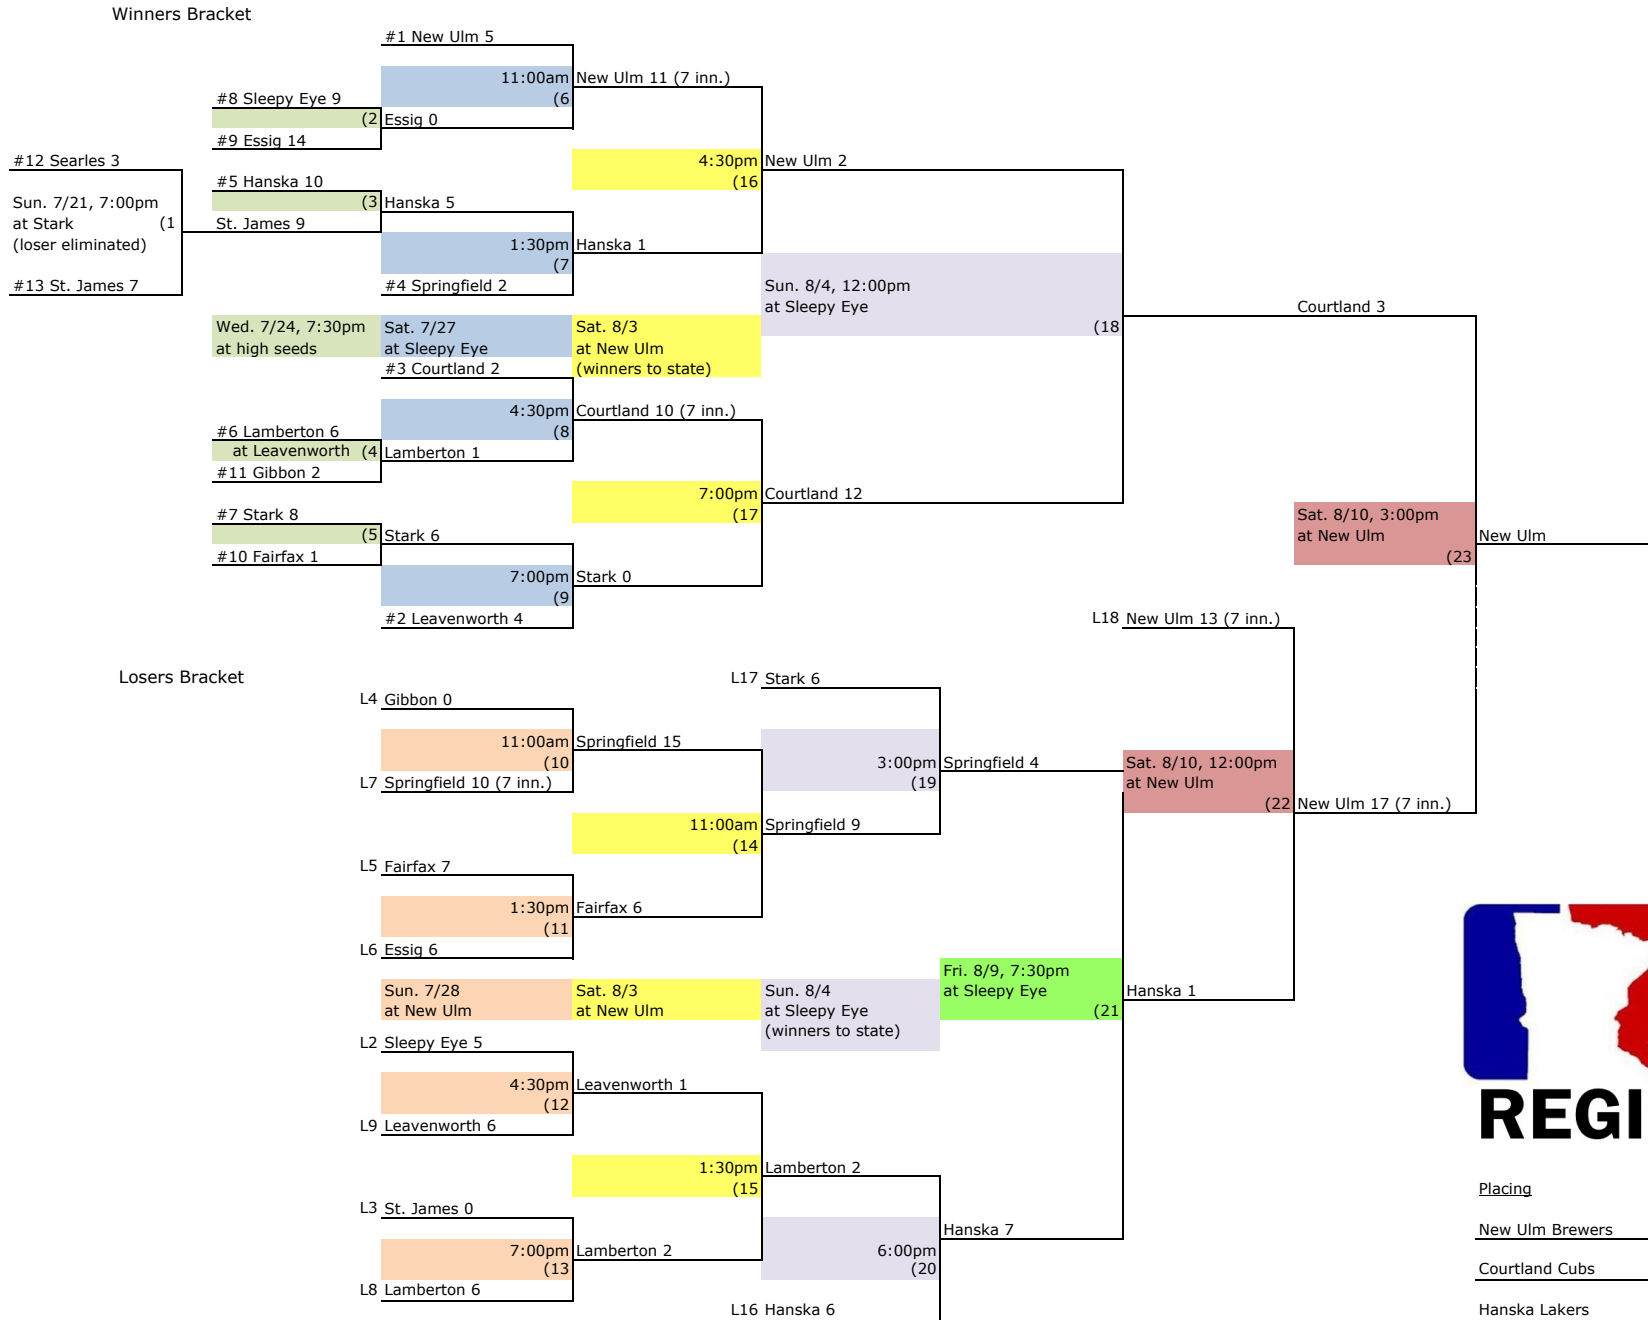 Winners Bracket
#1 New Ulm 5
11:00am
(6
New Ulm 11 (7 inn.)
#8 Sleepy Eye 9
(2
Essig 0
#9 Essig 14
#12 Searles 3
4:30pm
(16
New Ulm 2
#5 Hanska 10
Sun. 7/21, 7:00pm
at Stark
(1
(loser eliminated)
(3
Hanska 5
St. James 9
1:30pm
(7
Hanska 1
#4 Springfield 2
#13 St. James 7
Sun. 8/4, 12:00pm
at Sleepy Eye
(18
Courtland 3
Wed. 7/24, 7:30pm
at high seeds
Sat. 7/27
at Sleepy Eye
Sat. 8/3
at New Ulm
(winners to state)
#3 Courtland 2
4:30pm
(8
Courtland 10 (7 inn.)
#6 Lamberton 6
at Leavenworth
(4
Lamberton 1
#11 Gibbon 2
7:00pm
(17
Courtland 12
#7 Stark 8
(5
Stark 6
#10 Fairfax 1
Sat. 8/10, 3:00pm
at New Ulm
(23
New Ulm
7:00pm
(9
Stark 0
#2 Leavenworth 4
L18 New Ulm 13 (7 inn.)
Losers Bracket
L17 Stark 6
L4 Gibbon 0
11:00am
(10
Springfield 15
L7 Springfield 10 (7 inn.)
3:00pm
(19
Springfield 4
Sat. 8/10, 12:00pm
at New Ulm
(22
New Ulm 17 (7 inn.)
11:00am
(14
Springfield 9
L5 Fairfax 7
1:30pm
(11
Fairfax 6
L6 Essig 6
Fri. 8/9, 7:30pm
at Sleepy Eye
(21
Hanska 1
Sun. 7/28
at New Ulm
Sat. 8/3
at New Ulm
Sun. 8/4
at Sleepy Eye
(winners to state)
L2 Sleepy Eye 5
4:30pm
(12
Leavenworth 1
L9 Leavenworth 6
1:30pm
(15
Lamberton 2
L3 St. James 0
7:00pm
(13
Lamberton 2
L8 Lamberton 6
6:00pm
(20
Hanska 7
L16 Hanska 6
REGI
Placing
New Ulm Brewers
Courtland Cubs
Hanska Lakers